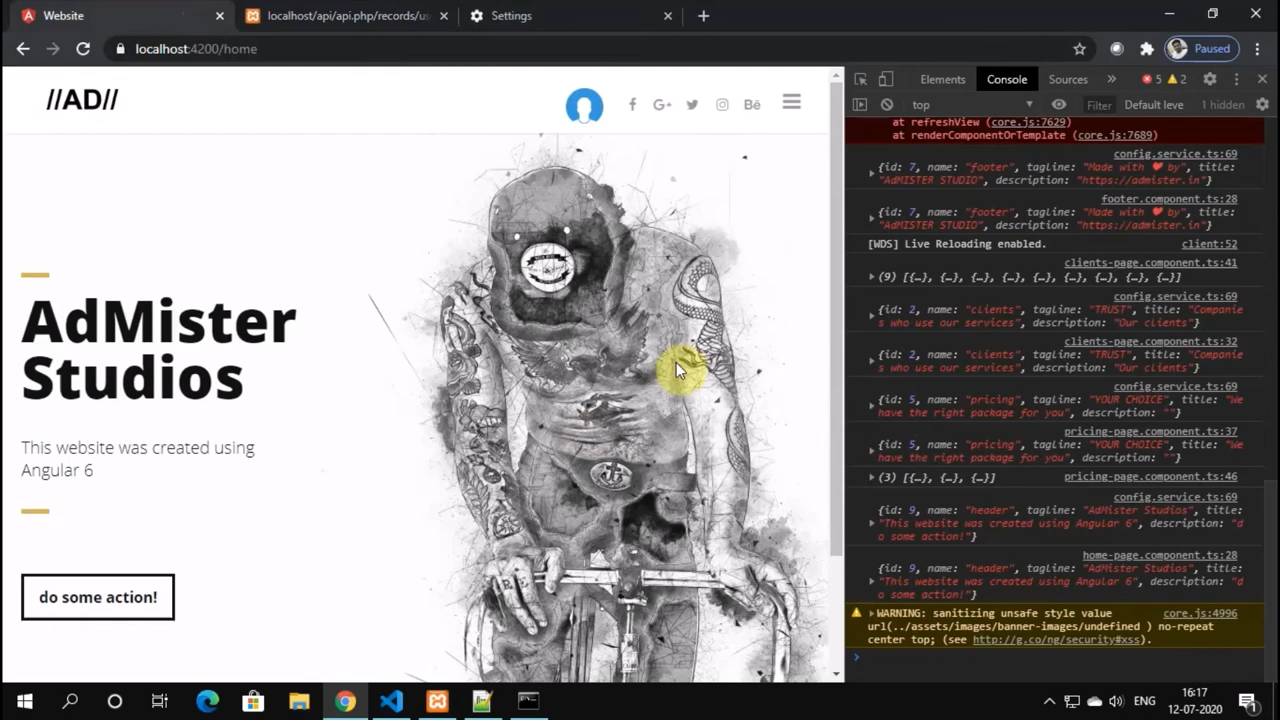 Website
localhost/api/api.php/records/us
Settings
localhost:4200/home
Paused
//AD//
G+
Bē
AdMister
Studios
This website was created using
Angular 6
do some action!
Elements
Console
Sources
5
2
top
Filter
Default leve
1 hidden
at refreshView (core.js:7629)
at renderComponentOrTemplate (core.js:7689)
config.service.ts:69
{id: 7, name: "footer", tagline: "Made with ❤ by", title:
"AdMISTER STUDIO", description: "https://admister.in"}
footer.component.ts:28
{id: 7, name: "footer", tagline: "Made with ❤ by", title:
"AdMISTER STUDIO", description: "https://admister.in"}
[WDS] Live Reloading enabled.
client:52
clients-page.component.ts:41
(9) [{…}, {…}, {…}, {…}, {…}, {…}, {…}, {…}, {…}]
config.service.ts:69
{id: 2, name: "clients", tagline: "TRUST", title: "Companie
s who use our services", description: "Our clients"}
clients-page.component.ts:32
{id: 2, name: "clients", tagline: "TRUST", title: "Companie
s who use our services", description: "Our clients"}
config.service.ts:69
{id: 5, name: "pricing", tagline: "YOUR CHOICE", title: "We
have the right package for you", description: ""}
pricing-page.component.ts:37
{id: 5, name: "pricing", tagline: "YOUR CHOICE", title: "We
have the right package for you", description: ""}
(3) [{…}, {…}, {…}]
pricing-page.component.ts:46
config.service.ts:69
{id: 9, name: "header", tagline: "AdMister Studios", title:
"This website was created using Angular 6", description: "d
o some action!"}
home-page.component.ts:28
{id: 9, name: "header", tagline: "AdMister Studios", title:
"This website was created using Angular 6", description: "d
o some action!"}
WARNING: sanitizing unsafe style value
core.js:4996
url(../assets/images/banner-images/undefined ) no-repeat
center top; (see http://g.co/ng/security#xss).
ENG
16:17
12-07-2020
1